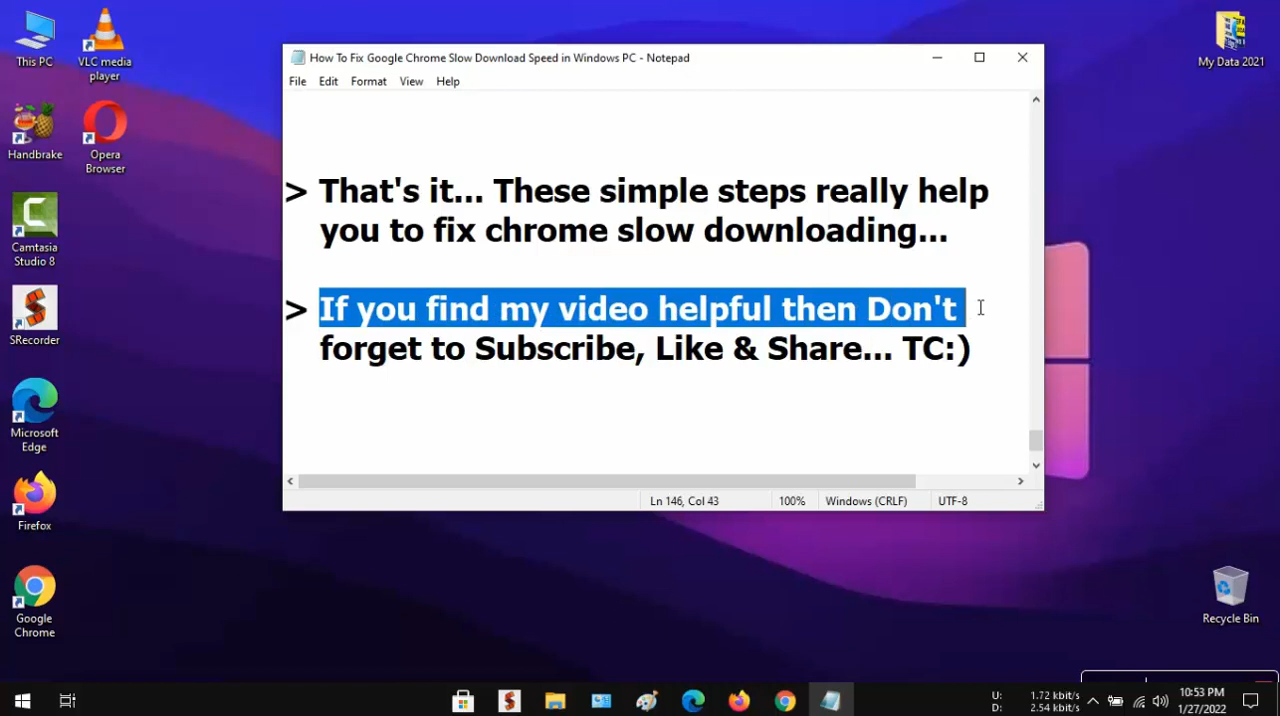 This PC
VLC media
player
My Data 2021
How To Fix Google Chrome Slow Download Speed in Windows PC - Notepad
File Edit Format View Help
Handbrake
Opera
Browser
> That's it... These simple steps really help
you to fix chrome slow downloading...
Camtasia
Studio 8
> If you find my video helpful then Don't
forget to Subscribe, Like & Share... TC:)
SRecorder
Microsoft
Edge
Ln 146, Col 43 100% Windows (CRLF) UTF-8
Firefox
Google
Chrome
Recycle Bin
U: 1.72 kbit/s
D: 2.54 kbit/s
10:53 PM
1/27/2022